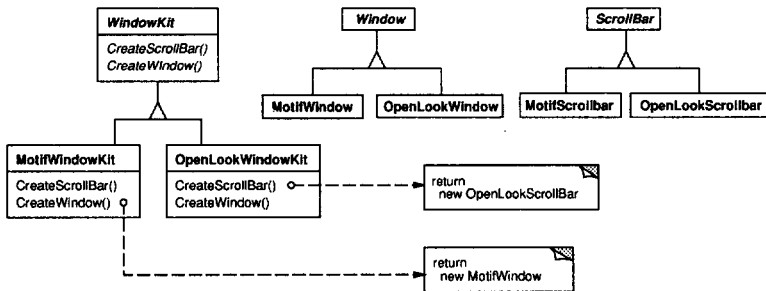 WindowKit
CreateScrollBar()
CreateWIndow()
Window
MotifWindow
OpenLookWindow
ScrollBar
MotifScrollbar
OpenLookScrollbar
MotifWindowKit
CreateScrollBar()
CreateWindow()
OpenLookWindowKit
CreateScrollBar()
CreateWindow()
return
new OpenLookScrollBar
return
new MotifWindow